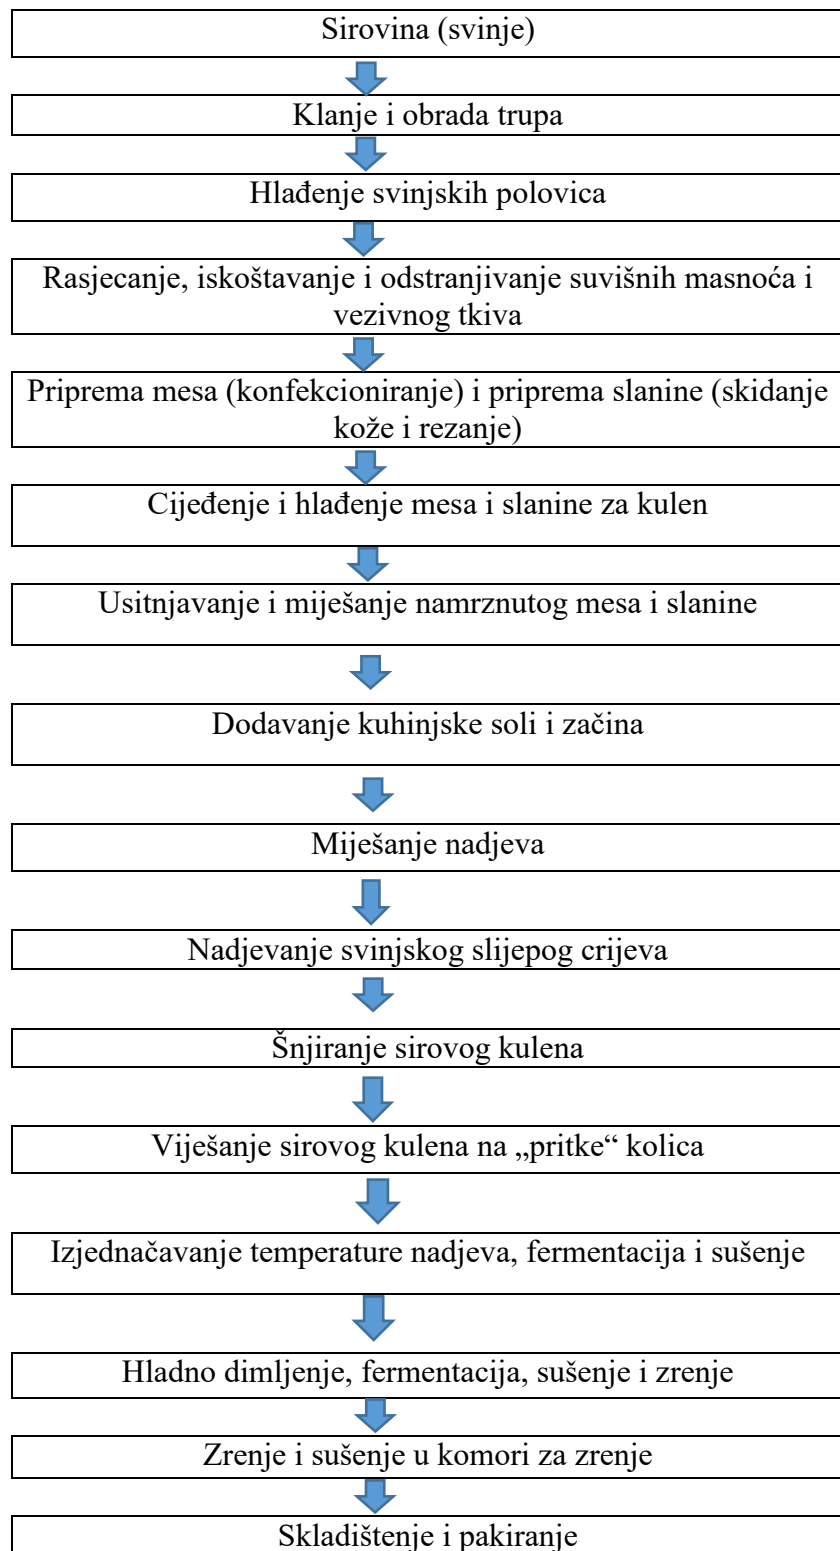 Sirovina (svinje)
Klanje i obrada trupa
Hlađenje svinjskih polovica
Rasjecanje, iskoštavanje i odstranjivanje suvišnih masnoća i
vezivnog tkiva
Priprema mesa (konfekcioniranje) i priprema slanine (skidanje
kože i rezanje)
Cijeđenje i hlađenje mesa i slanine za kulen
Usitnjavanje i miješanje namrznutog mesa i slanine
Dodavanje kuhinjske soli i začina
Miješanje nadjeva
Nadjevanje svinjskog slijepog crijeva
Šnjiranje sirovog kulena
Viješanje sirovog kulena na „pritke“ kolica
Izjednačavanje temperature nadjeva, fermentacija i sušenje
Hladno dimljenje, fermentacija, sušenje i zrenje
Zrenje i sušenje u komori za zrenje
Skladištenje i pakiranje